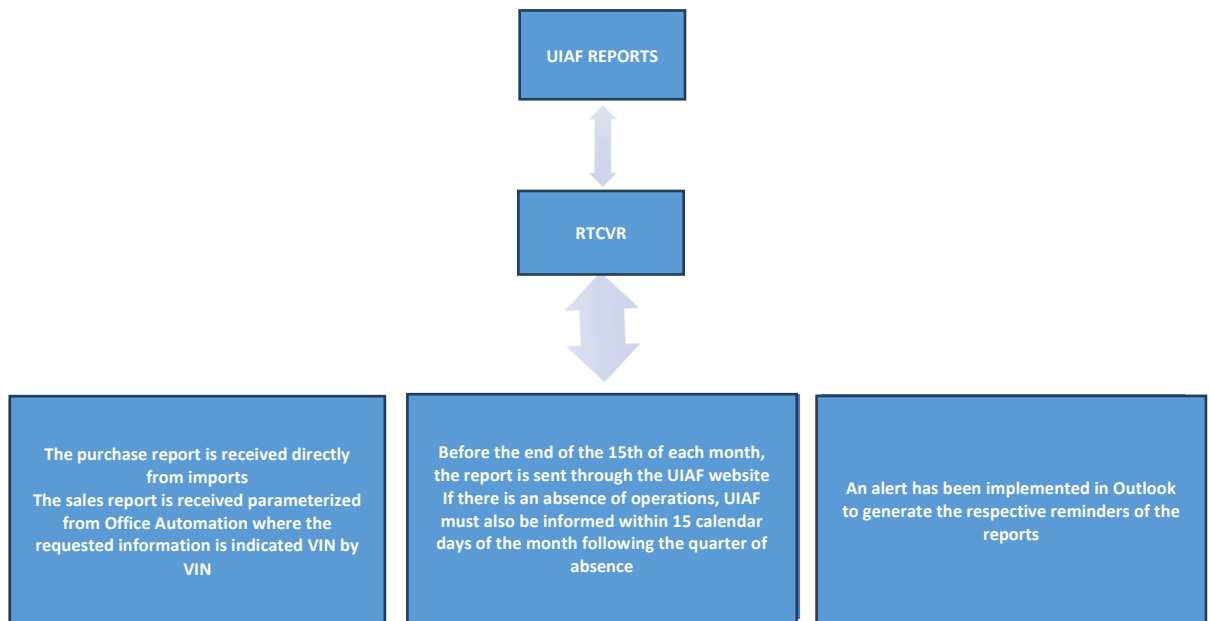 UIAF REPORTS
RTCVR
The purchase report is received directly
from imports
The sales report is received parameterized
from Office Automation where the
requested information is indicated VIN by
VIN
Before the end of the 15th of each month,
the report is sent through the UIAF website
If there is an absence of operations, UIAF
must also be informed within 15 calendar
days of the month following the quarter of
absence
An alert has been implemented in Outlook
to generate the respective reminders of the
reports